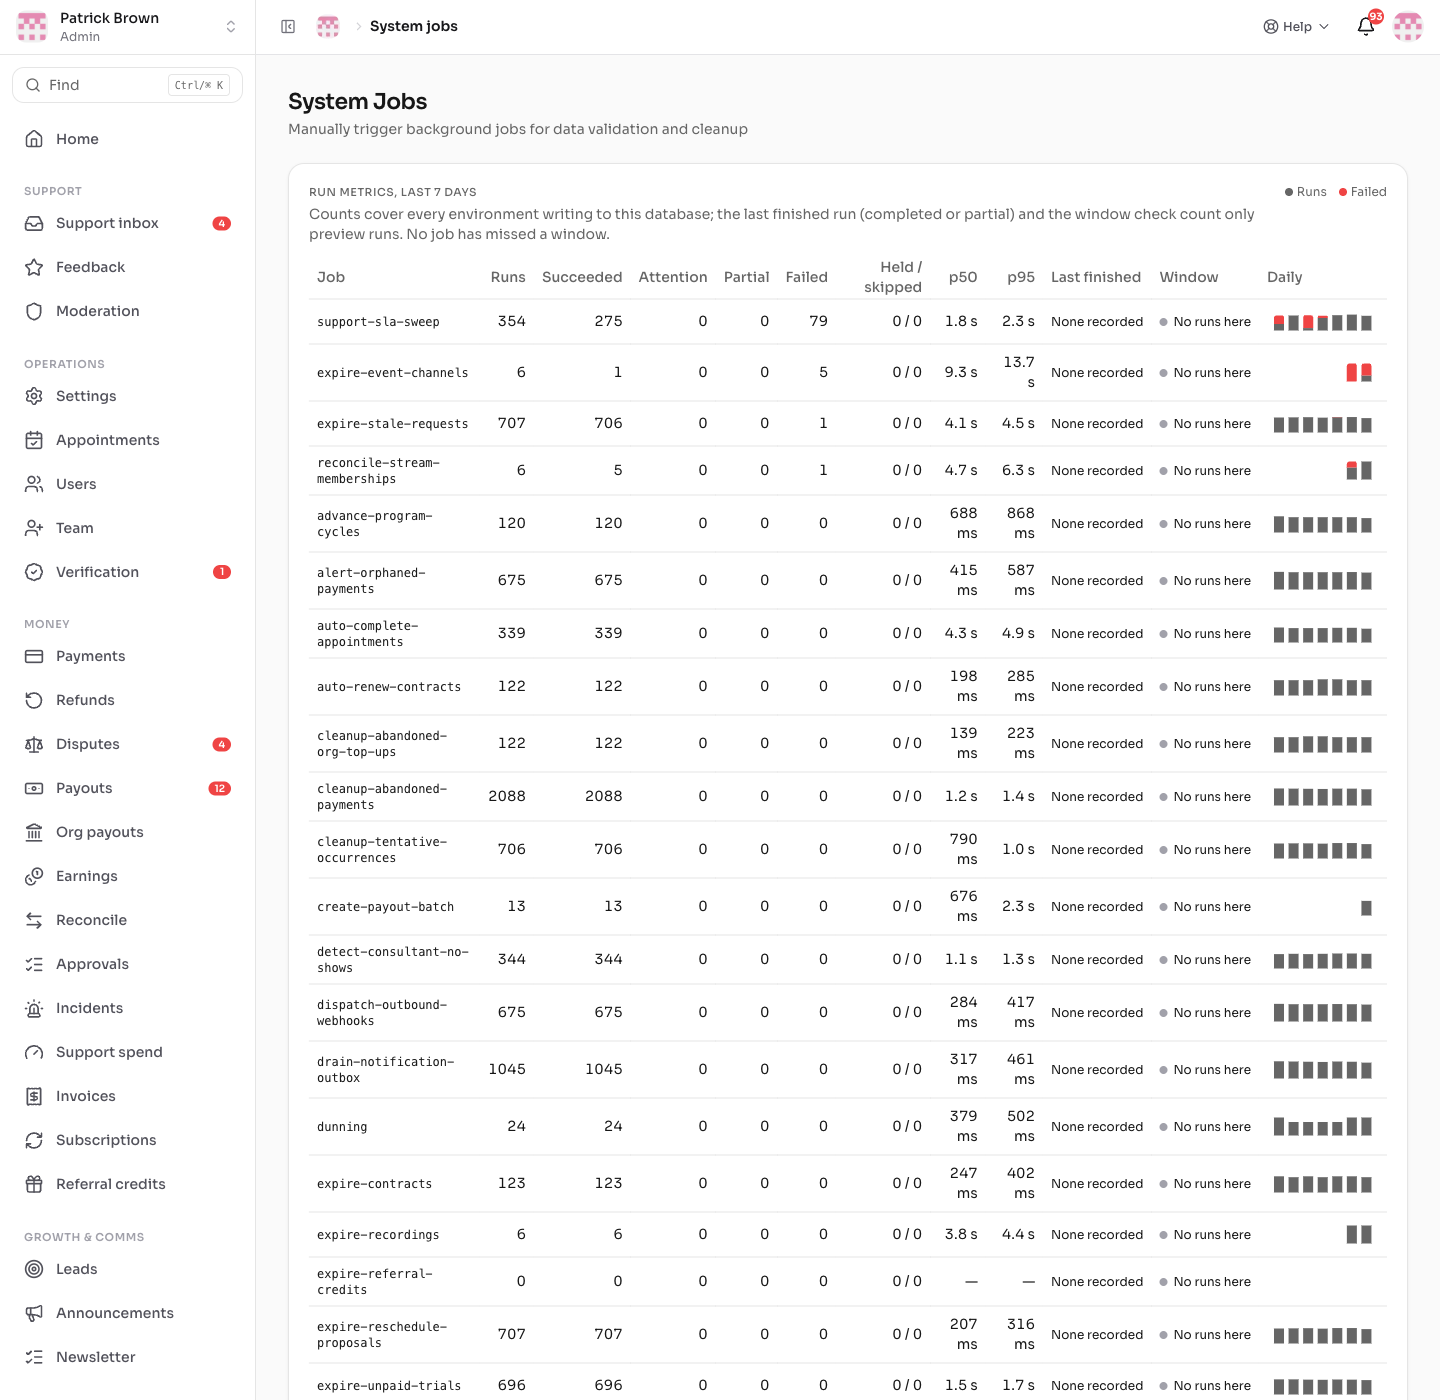 Patrick Brown
Admin
System jobs
Help
93
Find
Ctrl/⌘ K
Home
SUPPORT
Support inbox 4
Feedback
Moderation
OPERATIONS
Settings
Appointments
Users
Team
Verification 1
MONEY
Payments
Refunds
Disputes 4
Payouts 12
Org payouts
Earnings
Reconcile
Approvals
Incidents
Support spend
Invoices
Subscriptions
Referral credits
GROWTH & COMMS
Leads
Announcements
Newsletter
System Jobs
Manually trigger background jobs for data validation and cleanup
RUN METRICS, LAST 7 DAYS
Runs Failed
Counts cover every environment writing to this database; the last finished run (completed or partial) and the window check count only
preview runs. No job has missed a window.
Job Runs Succeeded Attention Partial Failed Held / skipped p50 p95 Last finished Window Daily
support-sla-sweep 354 275 0 0 79 0 / 0 1.8 s 2.3 s None recorded No runs here
expire-event-channels 6 1 0 0 5 0 / 0 9.3 s 13.7 s None recorded No runs here
expire-stale-requests 707 706 0 0 1 0 / 0 4.1 s 4.5 s None recorded No runs here
reconcile-stream-memberships 6 5 0 0 1 0 / 0 4.7 s 6.3 s None recorded No runs here
advance-program-cycles 120 120 0 0 0 0 / 0 688 ms 868 ms None recorded No runs here
alert-orphaned-payments 675 675 0 0 0 0 / 0 415 ms 587 ms None recorded No runs here
auto-complete-appointments 339 339 0 0 0 0 / 0 4.3 s 4.9 s None recorded No runs here
auto-renew-contracts 122 122 0 0 0 0 / 0 198 ms 285 ms None recorded No runs here
cleanup-abandoned-org-top-ups 122 122 0 0 0 0 / 0 139 ms 223 ms None recorded No runs here
cleanup-abandoned-payments 2088 2088 0 0 0 0 / 0 1.2 s 1.4 s None recorded No runs here
cleanup-tentative-occurrences 706 706 0 0 0 0 / 0 790 ms 1.0 s None recorded No runs here
create-payout-batch 13 13 0 0 0 0 / 0 676 ms 2.3 s None recorded No runs here
detect-consultant-no-shows 344 344 0 0 0 0 / 0 1.1 s 1.3 s None recorded No runs here
dispatch-outbound-webhooks 675 675 0 0 0 0 / 0 284 ms 417 ms None recorded No runs here
drain-notification-outbox 1045 1045 0 0 0 0 / 0 317 ms 461 ms None recorded No runs here
dunning 24 24 0 0 0 0 / 0 379 ms 502 ms None recorded No runs here
expire-contracts 123 123 0 0 0 0 / 0 247 ms 402 ms None recorded No runs here
expire-recordings 6 6 0 0 0 0 / 0 3.8 s 4.4 s None recorded No runs here
expire-referral-credits 0 0 0 0 0 0 / 0 — — None recorded No runs here
expire-reschedule-proposals 707 707 0 0 0 0 / 0 207 ms 316 ms None recorded No runs here
expire-unpaid-trials 696 696 0 0 0 0 / 0 1.5 s 1.7 s None recorded No runs here